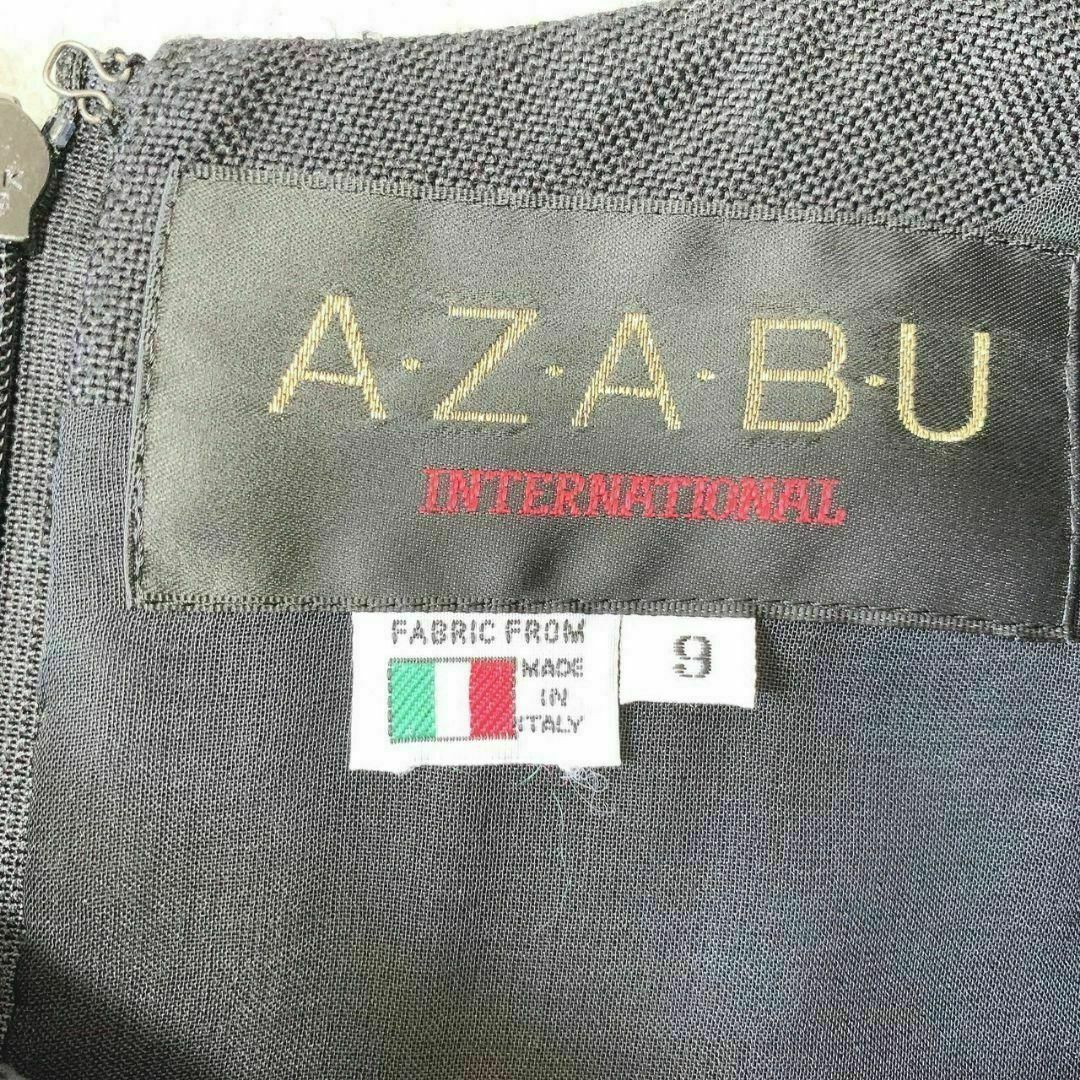 A·Z·A·B·U
INTERNATIONAL
FABRIC FROM
MADE
IN
ITALY
9